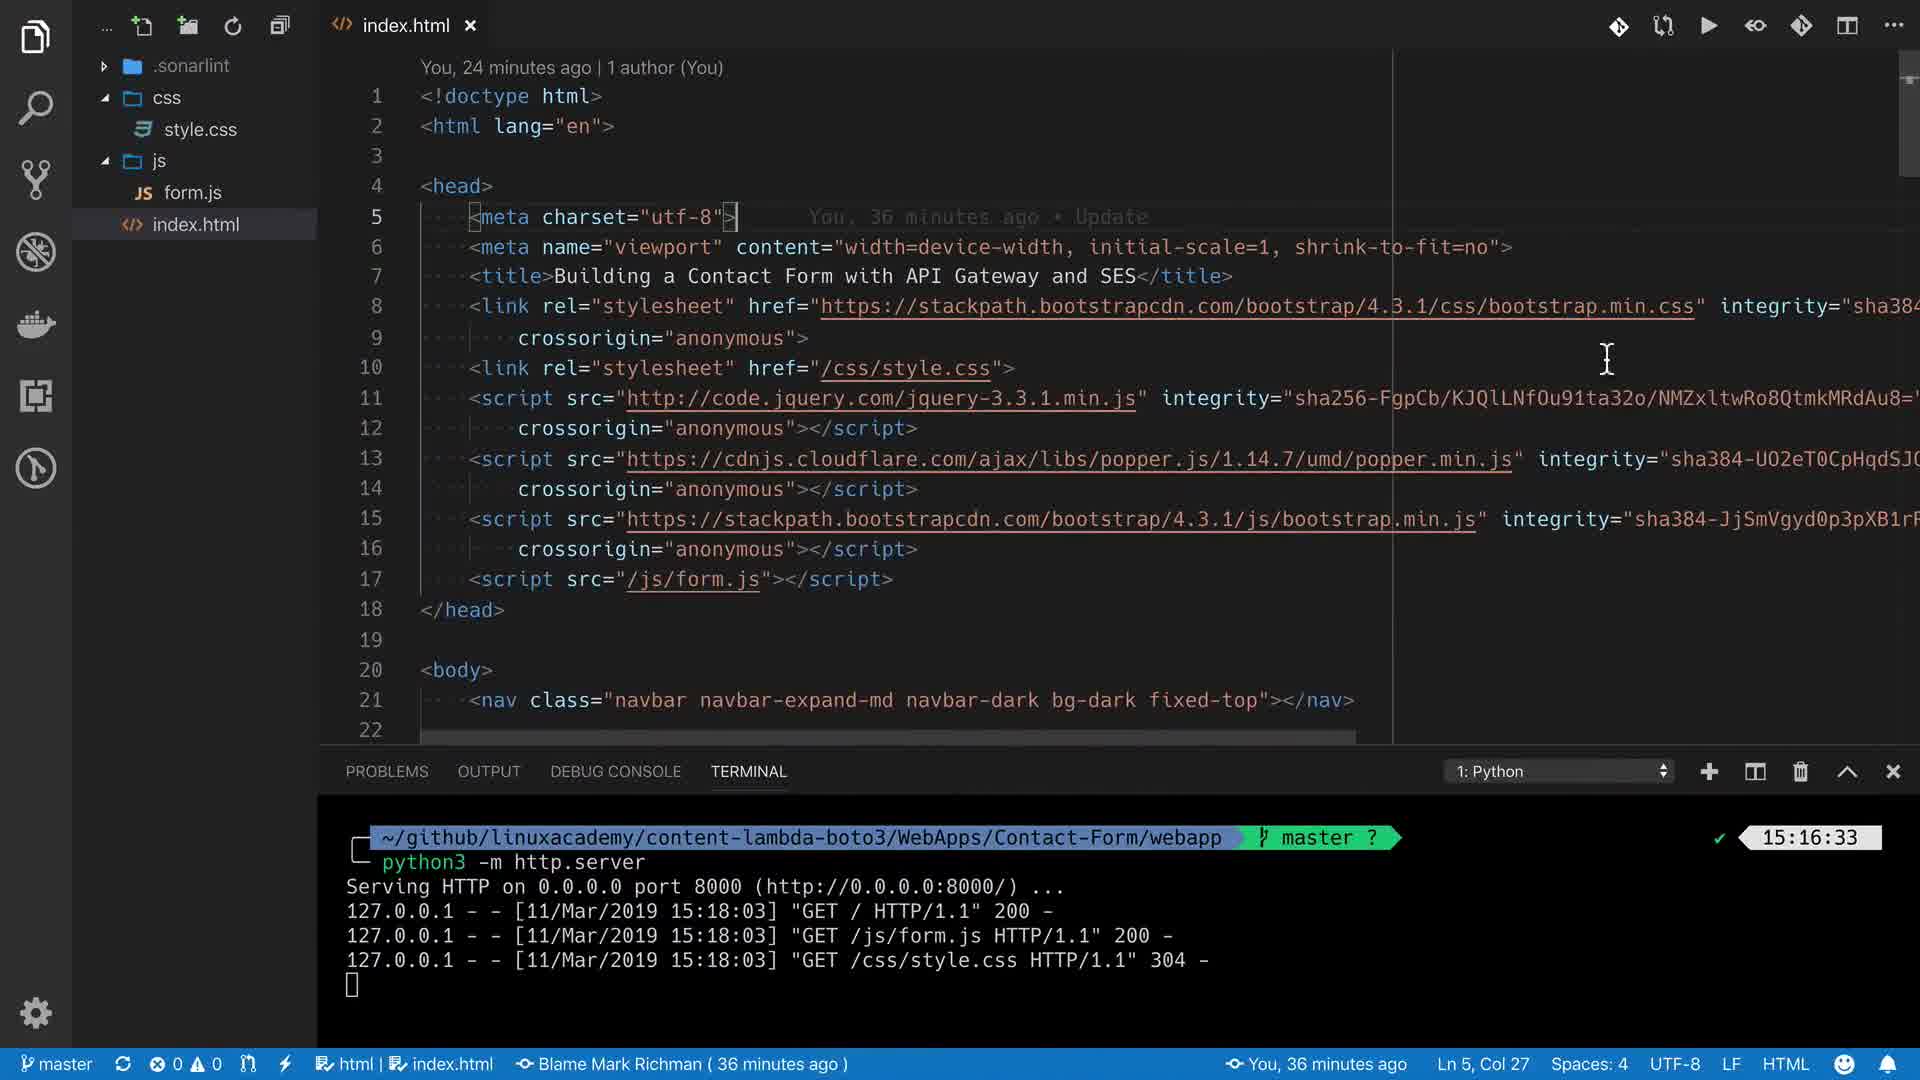 ...
index.html
.sonarlint
css
style.css
js
JS form.js
index.html
You, 24 minutes ago | 1 author (You)
1 <!doctype html>
2 <html lang="en">
3
4 <head>
5 <meta charset="utf-8"> You, 36 minutes ago • Update
6 <meta name="viewport" content="width=device-width, initial-scale=1, shrink-to-fit=no">
7 <title>Building a Contact Form with API Gateway and SES</title>
8 <link rel="stylesheet" href="https://stackpath.bootstrapcdn.com/bootstrap/4.3.1/css/bootstrap.min.css" integrity="sha384
9 crossorigin="anonymous">
10 <link rel="stylesheet" href="/css/style.css">
11 <script src="http://code.jquery.com/jquery-3.3.1.min.js" integrity="sha256-FgpCb/KJQlLNfOu91ta32o/NMZxltwRo8QtmkMRdAu8="
12 crossorigin="anonymous"></script>
13 <script src="https://cdnjs.cloudflare.com/ajax/libs/popper.js/1.14.7/umd/popper.min.js" integrity="sha384-UO2eT0CpHqdSJQ
14 crossorigin="anonymous"></script>
15 <script src="https://stackpath.bootstrapcdn.com/bootstrap/4.3.1/js/bootstrap.min.js" integrity="sha384-JjSmVgyd0p3pXB1rR
16 crossorigin="anonymous"></script>
17 <script src="/js/form.js"></script>
18 </head>
19
20 <body>
21 <nav class="navbar navbar-expand-md navbar-dark bg-dark fixed-top"></nav>
22
PROBLEMS OUTPUT DEBUG CONSOLE TERMINAL 1: Python
~/github/linuxacademy/content-lambda-boto3/WebApps/Contact-Form/webapp master ? ✔ 15:16:33
python3 -m http.server
Serving HTTP on 0.0.0.0 port 8000 (http://0.0.0.0:8000/) ...
127.0.0.1 - - [11/Mar/2019 15:18:03] "GET / HTTP/1.1" 200 -
127.0.0.1 - - [11/Mar/2019 15:18:03] "GET /js/form.js HTTP/1.1" 200 -
127.0.0.1 - - [11/Mar/2019 15:18:03] "GET /css/style.css HTTP/1.1" 304 -
master 0 0 html | index.html Blame Mark Richman ( 36 minutes ago ) You, 36 minutes ago Ln 5, Col 27 Spaces: 4 UTF-8 LF HTML